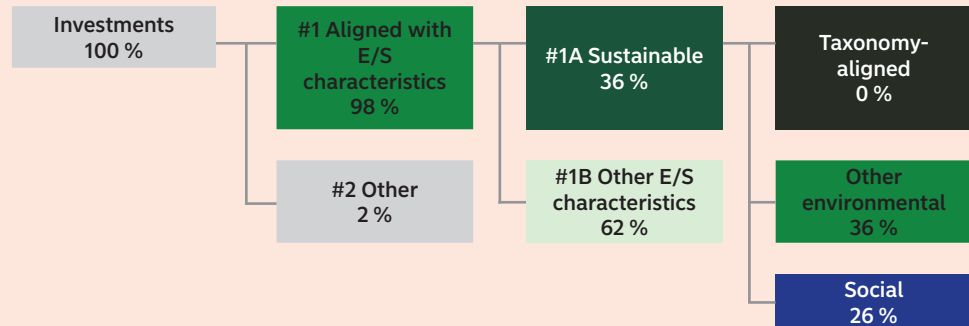 Investments
100 %
#1 Aligned with
E/S
characteristics
98 %
#1A Sustainable
36 %
Taxonomy-
aligned
0 %
#2 Other
2 %
#1B Other E/S
characteristics
62 %
Other
environmental
36 %
Social
26 %